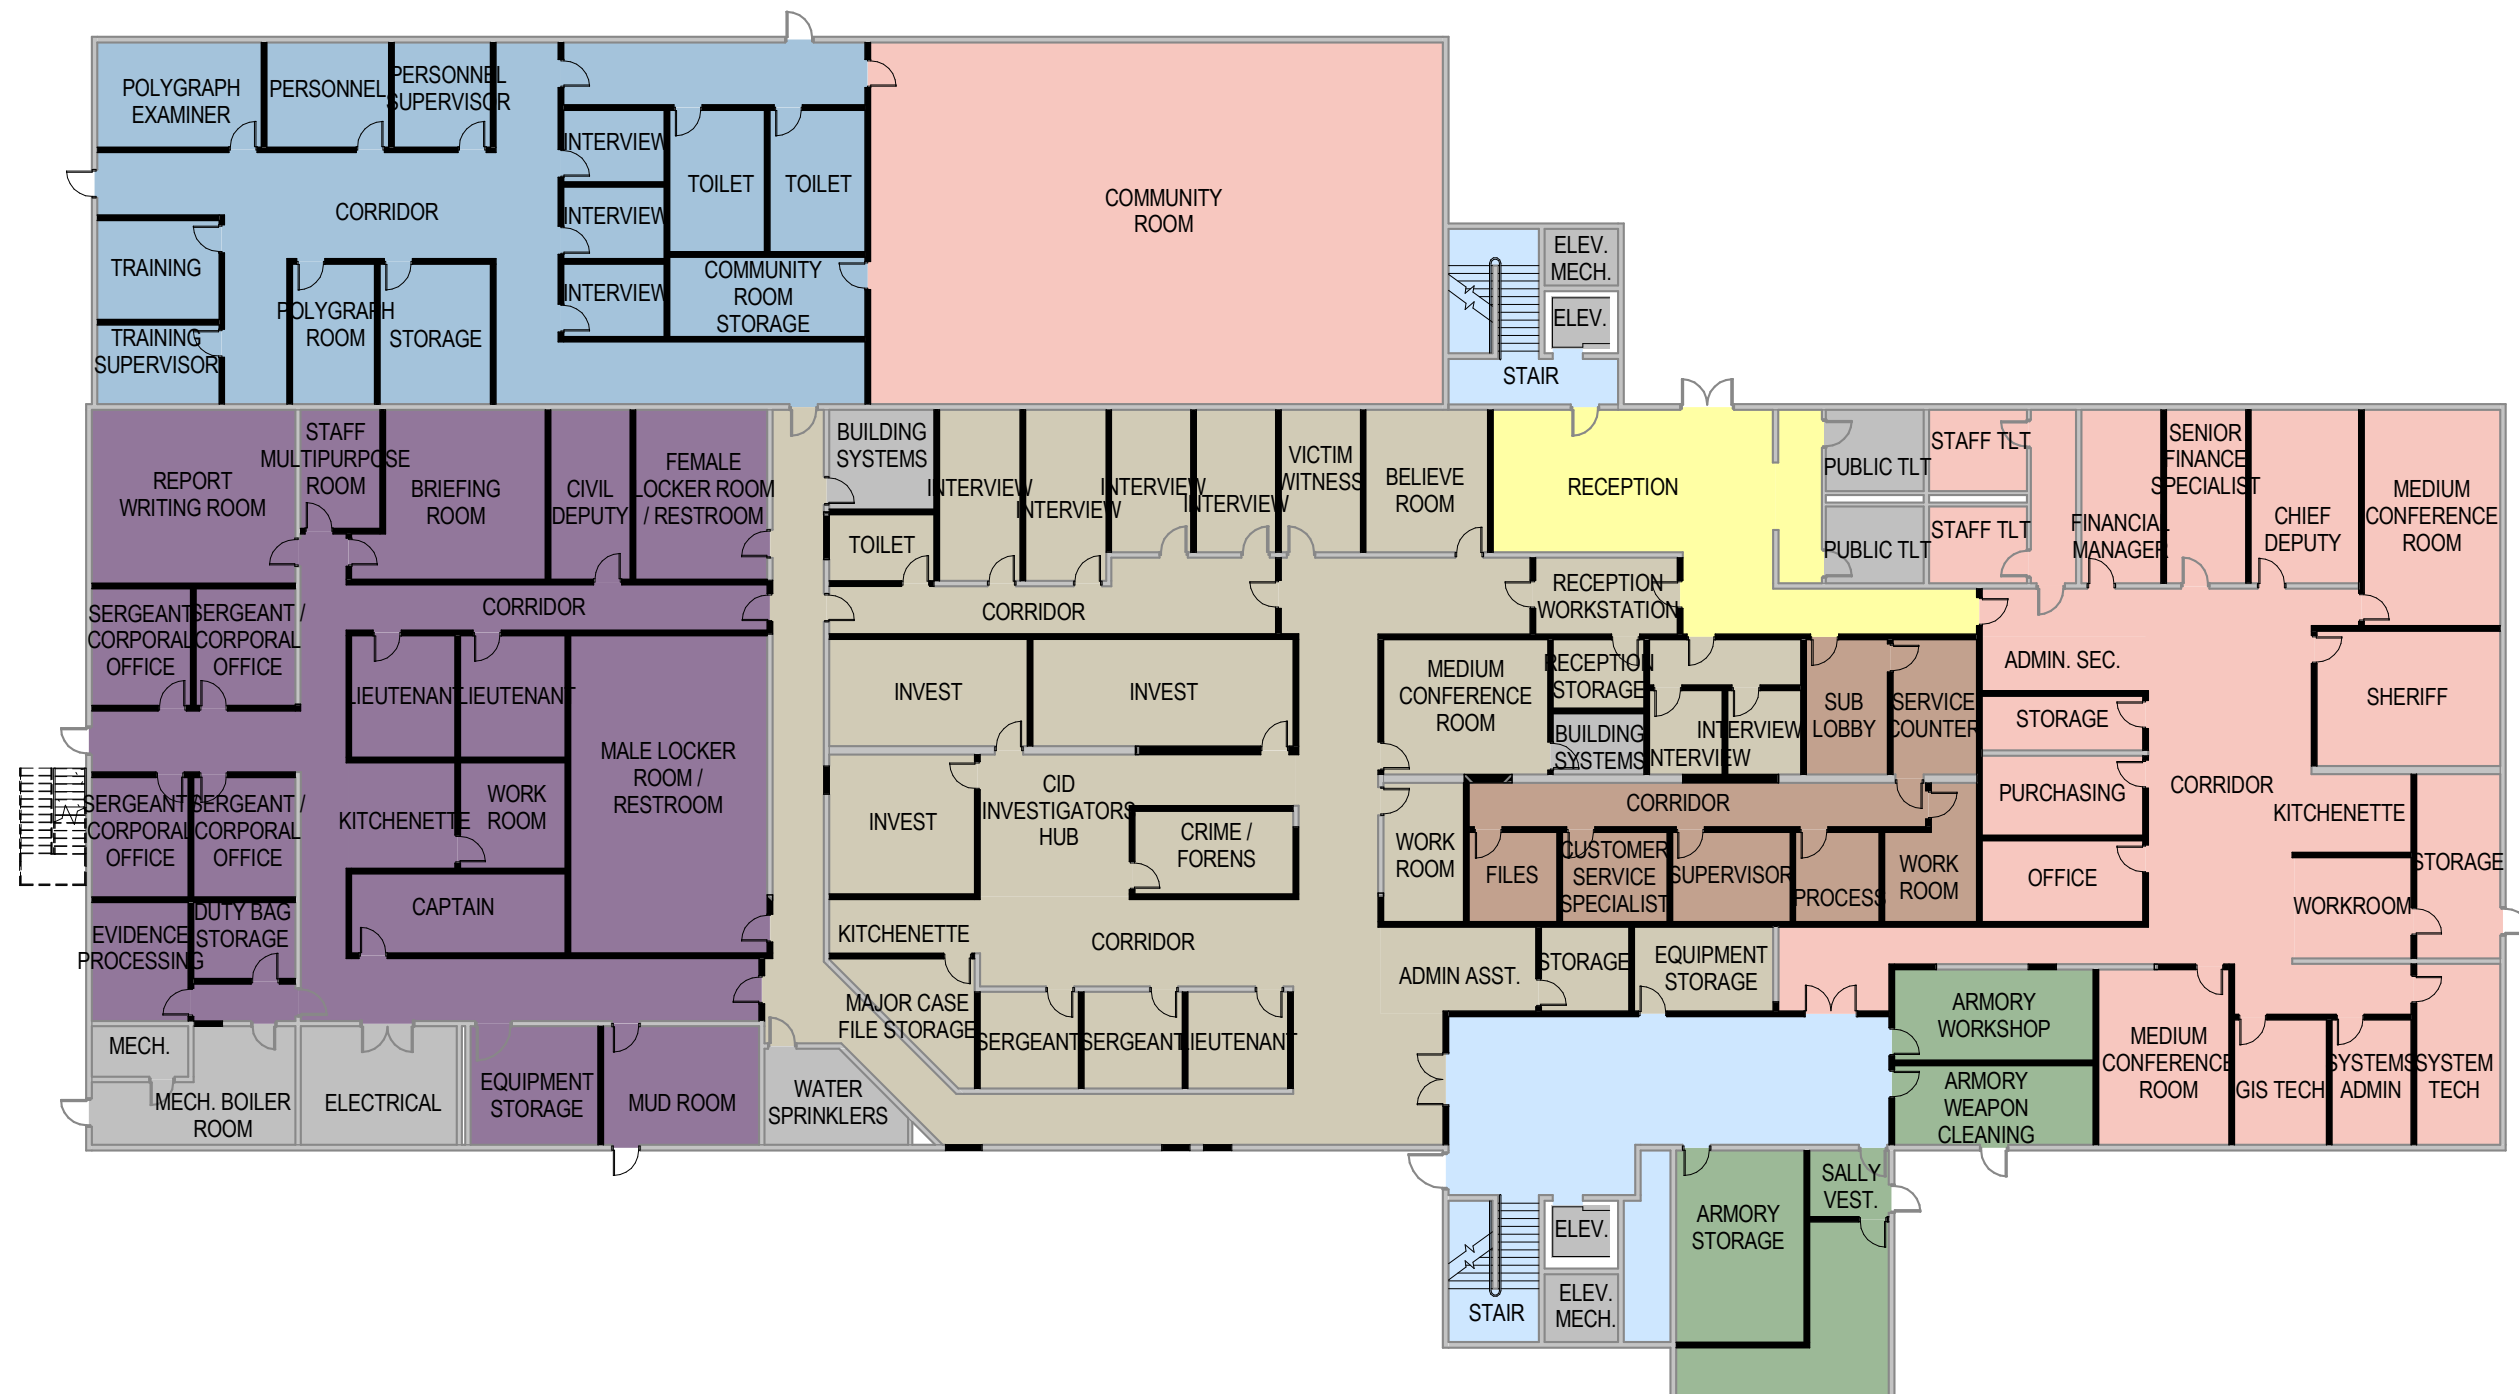 POLYGRAPH
EXAMINER
PERSONNEL
PERSONNEL
SUPERVISOR
INTERVIEW
TOILET
TOILET
INTERVIEW
CORRIDOR
COMMUNITY
ROOM
TRAINING
INTERVIEW
COMMUNITY
ROOM
STORAGE
POLYGRAPH
ROOM
STORAGE
TRAINING
SUPERVISOR
ELEV.
MECH.
ELEV.
STAIR
REPORT
WRITING ROOM
STAFF
MULTIPURPOSE
ROOM
BRIEFING
ROOM
CIVIL
DEPUTY
FEMALE
LOCKER ROOM
/ RESTROOM
BUILDING
SYSTEMS
TOILET
INTERVIEW
INTERVIEW
INTERVIEW
INTERVIEW
VICTIM
WITNESS
BELIEVE
ROOM
RECEPTION
PUBLIC TLT
PUBLIC TLT
STAFF TLT
STAFF TLT
FINANCIAL
MANAGER
SENIOR
FINANCE
SPECIALIST
CHIEF
DEPUTY
MEDIUM
CONFERENCE
ROOM
SERGEANT
CORPORAL
OFFICE
SERGEANT /
CORPORAL
OFFICE
CORRIDOR
CORRIDOR
RECEPTION
WORKSTATION
LIEUTENANT
LIEUTENANT
INVEST
INVEST
MEDIUM
CONFERENCE
ROOM
RECEPTION
STORAGE
BUILDING
SYSTEMS
INTERVIEW
INTERVIEW
SUB
LOBBY
SERVICE
COUNTER
ADMIN. SEC.
STORAGE
SHERIFF
MALE LOCKER
ROOM /
RESTROOM
SERGEANT /
CORPORAL
OFFICE
SERGEANT /
CORPORAL
OFFICE
KITCHENETTE
WORK
ROOM
INVEST
CID
INVESTIGATORS
HUB
CRIME /
FORENS
WORK
ROOM
CORRIDOR
FILES
CUSTOMER
SERVICE
SPECIALIST
SUPERVISOR
PROCESS
WORK
ROOM
PURCHASING
OFFICE
CORRIDOR
KITCHENETTE
STORAGE
WORKROOM
CAPTAIN
DUTY BAG
STORAGE
EVIDENCE
PROCESSING
KITCHENETTE
CORRIDOR
ADMIN ASST.
STORAGE
EQUIPMENT
STORAGE
MAJOR CASE
FILE STORAGE
SERGEANT
SERGEANT
LIEUTENANT
ARMORY
WORKSHOP
ARMORY
WEAPON
CLEANING
MEDIUM
CONFERENCE
ROOM
GIS TECH
SYSTEMS
ADMIN
SYSTEM
TECH
MECH.
MECH. BOILER
ROOM
ELECTRICAL
EQUIPMENT
STORAGE
MUD ROOM
WATER
SPRINKLERS
ARMORY
STORAGE
SALLY
VEST.
ELEV.
ELEV.
MECH.
STAIR